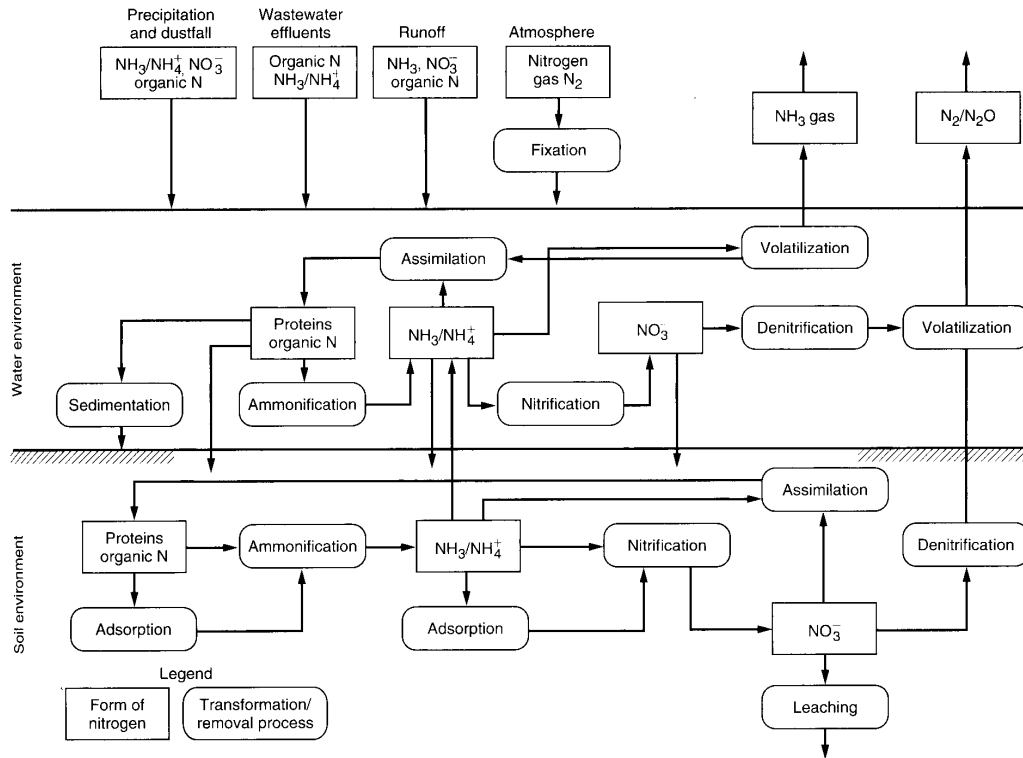 Precipitation
and dustfall
NH₃/NH₄⁺, NO₃⁻
organic N
Wastewater
effluents
Organic N
NH₃/NH₄⁺
Runoff
NH₃, NO₃⁻
organic N
Atmosphere
Nitrogen
gas N₂
Fixation
NH₃ gas
N₂/N₂O
Water environment
Assimilation
Volatilization
Proteins
organic N
NH₃/NH₄⁺
NO₃⁻
Denitrification
Volatilization
Sedimentation
Ammonification
Nitrification
Soil environment
Assimilation
Proteins
organic N
Ammonification
NH₃/NH₄⁺
Nitrification
Denitrification
Adsorption
Adsorption
NO₃⁻
Leaching
Legend
Form of
nitrogen
Transformation/
removal process